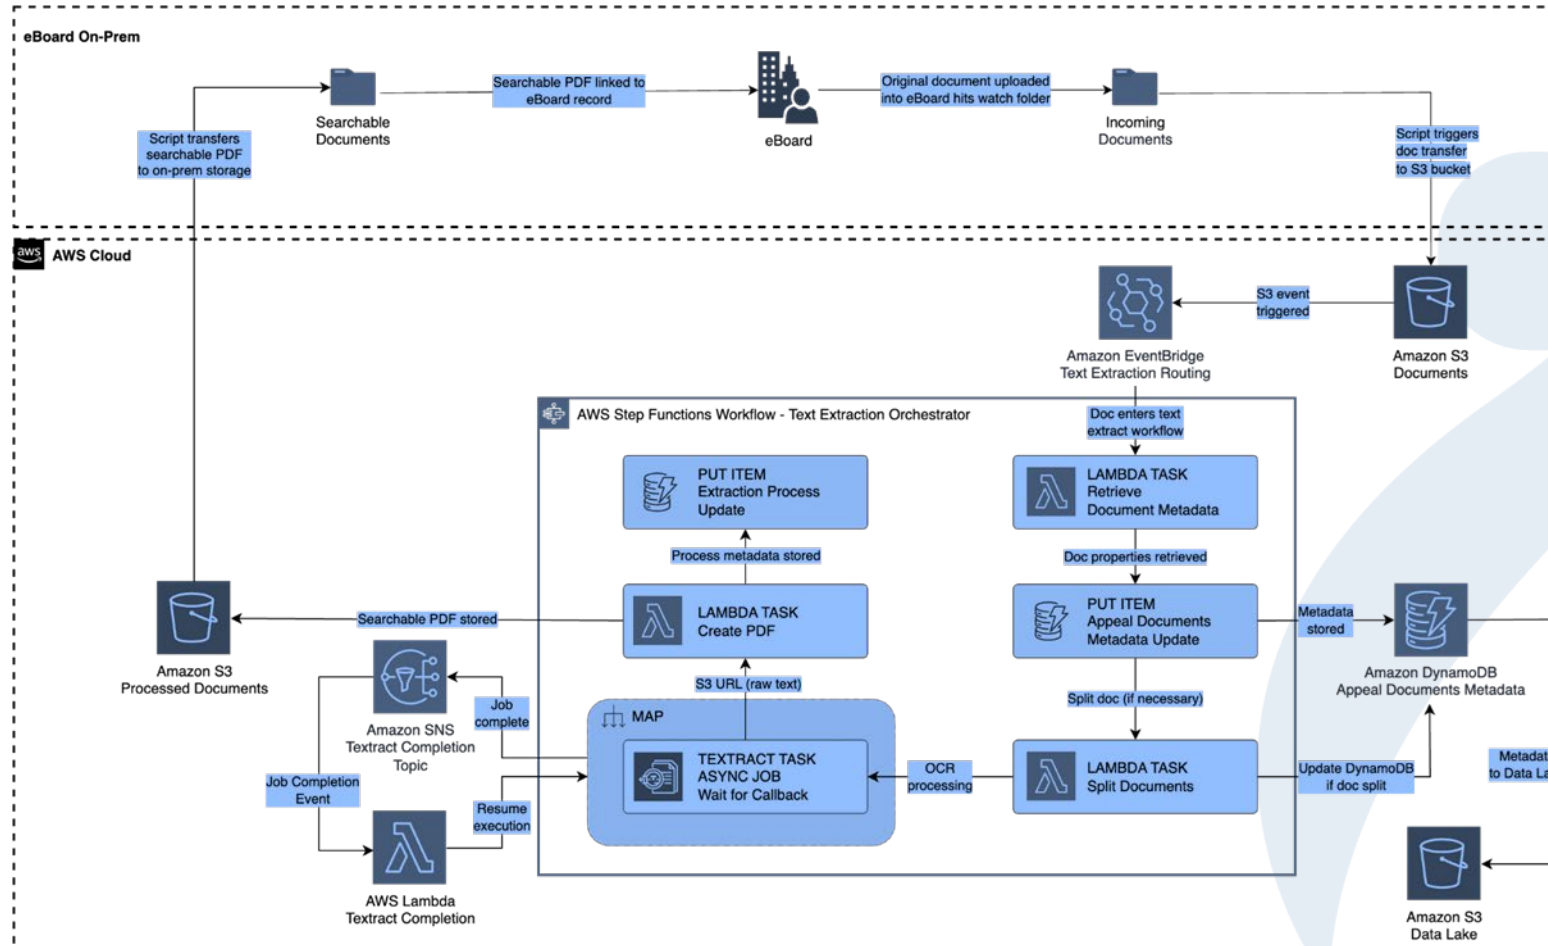 eBoard On-Prem
Searchable PDF linked to
eBoard record
Original document uploaded
into eBoard hits watch folder
Searchable
Documents
eBoard
Incoming
Documents
Script transfers
searchable PDF
to on-prem storage
Script triggers
doc transfer
to S3 bucket
aws
AWS Cloud
S3 event
triggered
Amazon EventBridge
Text Extraction Routing
Amazon S3
Documents
AWS Step Functions Workflow - Text Extraction Orchestrator
Doc enters text
extract workflow
PUT ITEM
Extraction Process
Update
LAMBDA TASK
Retrieve
Document Metadata
Process metadata stored
Doc properties retrieved
Searchable PDF stored
LAMBDA TASK
Create PDF
PUT ITEM
Appeal Documents
Metadata Update
Metadata
stored
Amazon S3
Processed Documents
Amazon DynamoDB
Appeal Documents Metadata
S3 URL (raw text)
Split doc (if necessary)
Job
complete
MAP
Amazon SNS
Textract Completion
Topic
TEXTRACT TASK
ASYNC JOB
Wait for Callback
OCR
processing
LAMBDA TASK
Split Documents
Update DynamoDB
if doc split
Metadat
to Data La
Job Completion
Event
Resume
execution
AWS Lambda
Textract Completion
Amazon S3
Data Lake